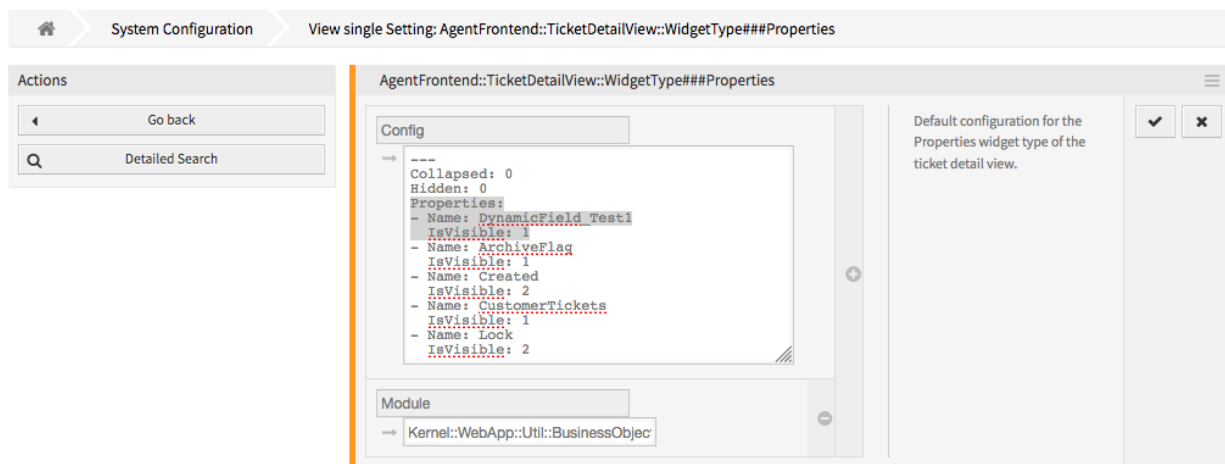 System Configuration
View single Setting: AgentFrontend::TicketDetailView::WidgetType###Properties
Actions
Go back
Detailed Search
AgentFrontend::TicketDetailView::WidgetType###Properties
Config
---
Collapsed: 0
Hidden: 0
Properties:
- Name: DynamicField_Test1
IsVisible: 1
- Name: ArchiveFlag
IsVisible: 1
- Name: Created
IsVisible: 2
- Name: CustomerTickets
IsVisible: 1
- Name: Lock
IsVisible: 2
Module
Kernel::WebApp::Util::BusinessObjec
Default configuration for the
Properties widget type of the
ticket detail view.